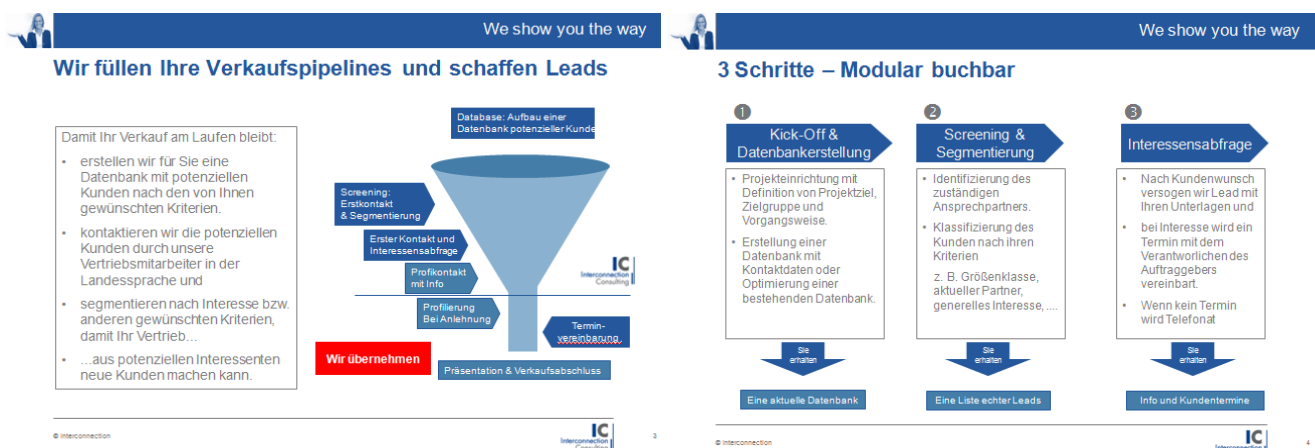 We show you the way
Wir füllen Ihre Verkaufspipelines und schaffen Leads
Damit Ihr Verkauf am Laufen bleibt:
• erstellen wir für Sie eine
Datenbank mit potenziellen
Kunden nach den von Ihnen
gewünschten Kriterien.
• kontaktieren wir die potenziellen
Kunden durch unsere
Vertriebsmitarbeiter in der
Landessprache und
• segmentieren nach Interesse bzw.
anderen gewünschten Kriterien,
damit Ihr Vertrieb...
• ...aus potenziellen Interessenten
neue Kunden machen kann.
Database: Aufbau einer
Datenbank potenzieller Kunde
Screening:
Erstkontakt
& Segmentierung
Erster Kontakt und
Interessensabfrage
Profikontakt
mit Info
Profilierung
Bei Anlehnung
Termin-
vereinbarung
Wir übernehmen
Präsentation & Verkaufsabschluss
IC
Interconnection
Consulting
© Interconnection
IC
Interconnection
Consulting
3
We show you the way
3 Schritte – Modular buchbar
1
Kick-Off &
Datenbankerstellung
• Projekteinrichtung mit
Definition von Projektziel,
Zielgruppe und
Vorgangsweise.
• Erstellung einer
Datenbank mit
Kontaktdaten oder
Optimierung einer
bestehenden Datenbank.
Sie
erhalten
Eine aktuelle Datenbank
2
Screening &
Segmentierung
• Identifizierung des
zuständigen
Ansprechpartners.
• Klassifizierung des
Kunden nach ihren
Kriterien
z. B. Größenklasse,
aktueller Partner,
generelles Interesse, ....
Sie
erhalten
Eine Liste echter Leads
3
Interessensabfrage
• Nach Kundenwunsch
versogen wir Lead mit
Ihren Unterlagen und
• bei Interesse wird ein
Termin mit dem
Verantworlichen des
Auftraggebers
vereinbart.
• Wenn kein Termin
wird Telefonat
Sie
erhalten
Info und Kundentermine
© Interconnection
IC
Interconnection
4